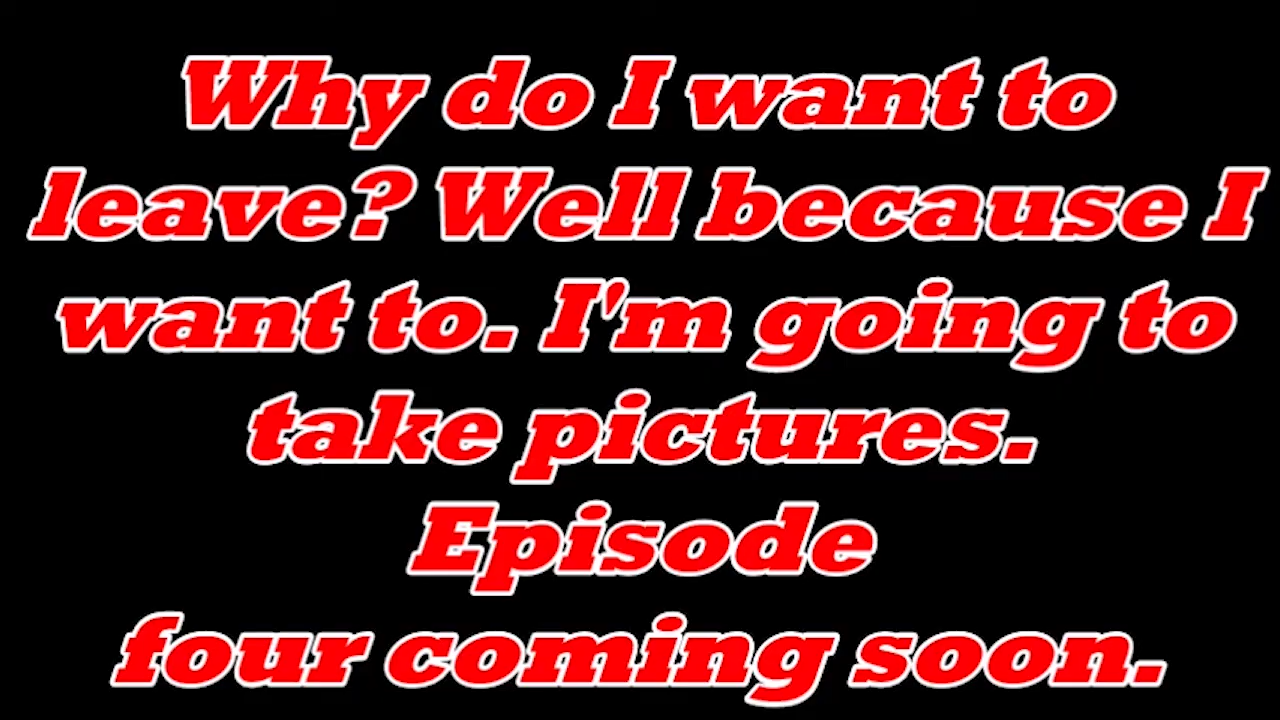 Why do I want to
leave? Well because I
want to. I'm going to
take pictures.
Episode
four coming soon.